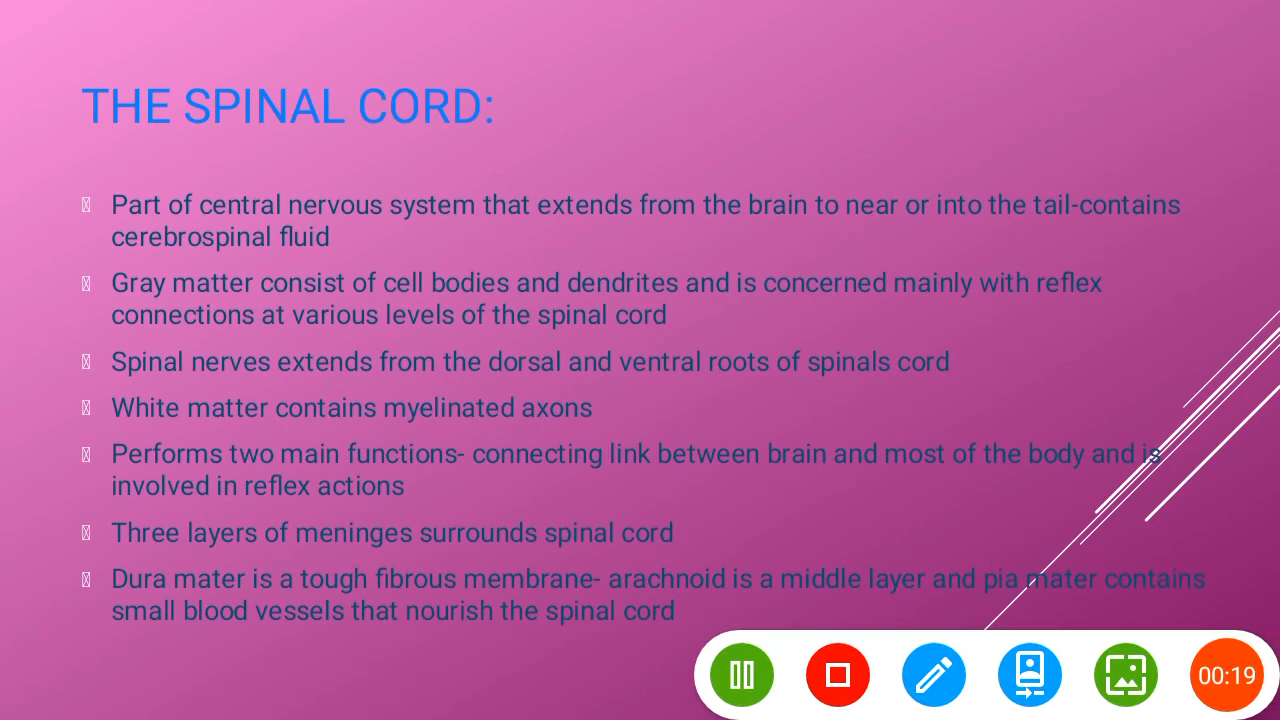 THE SPINAL CORD:
Part of central nervous system that extends from the brain to near or into the tail-contains
cerebrospinal fluid
Gray matter consist of cell bodies and dendrites and is concerned mainly with reflex
connections at various levels of the spinal cord
Spinal nerves extends from the dorsal and ventral roots of spinals cord
White matter contains myelinated axons
Performs two main functions- connecting link between brain and most of the body and is
involved in reflex actions
Three layers of meninges surrounds spinal cord
Dura mater is a tough fibrous membrane- arachnoid is a middle layer and pia mater contains
small blood vessels that nourish the spinal cord
00:19